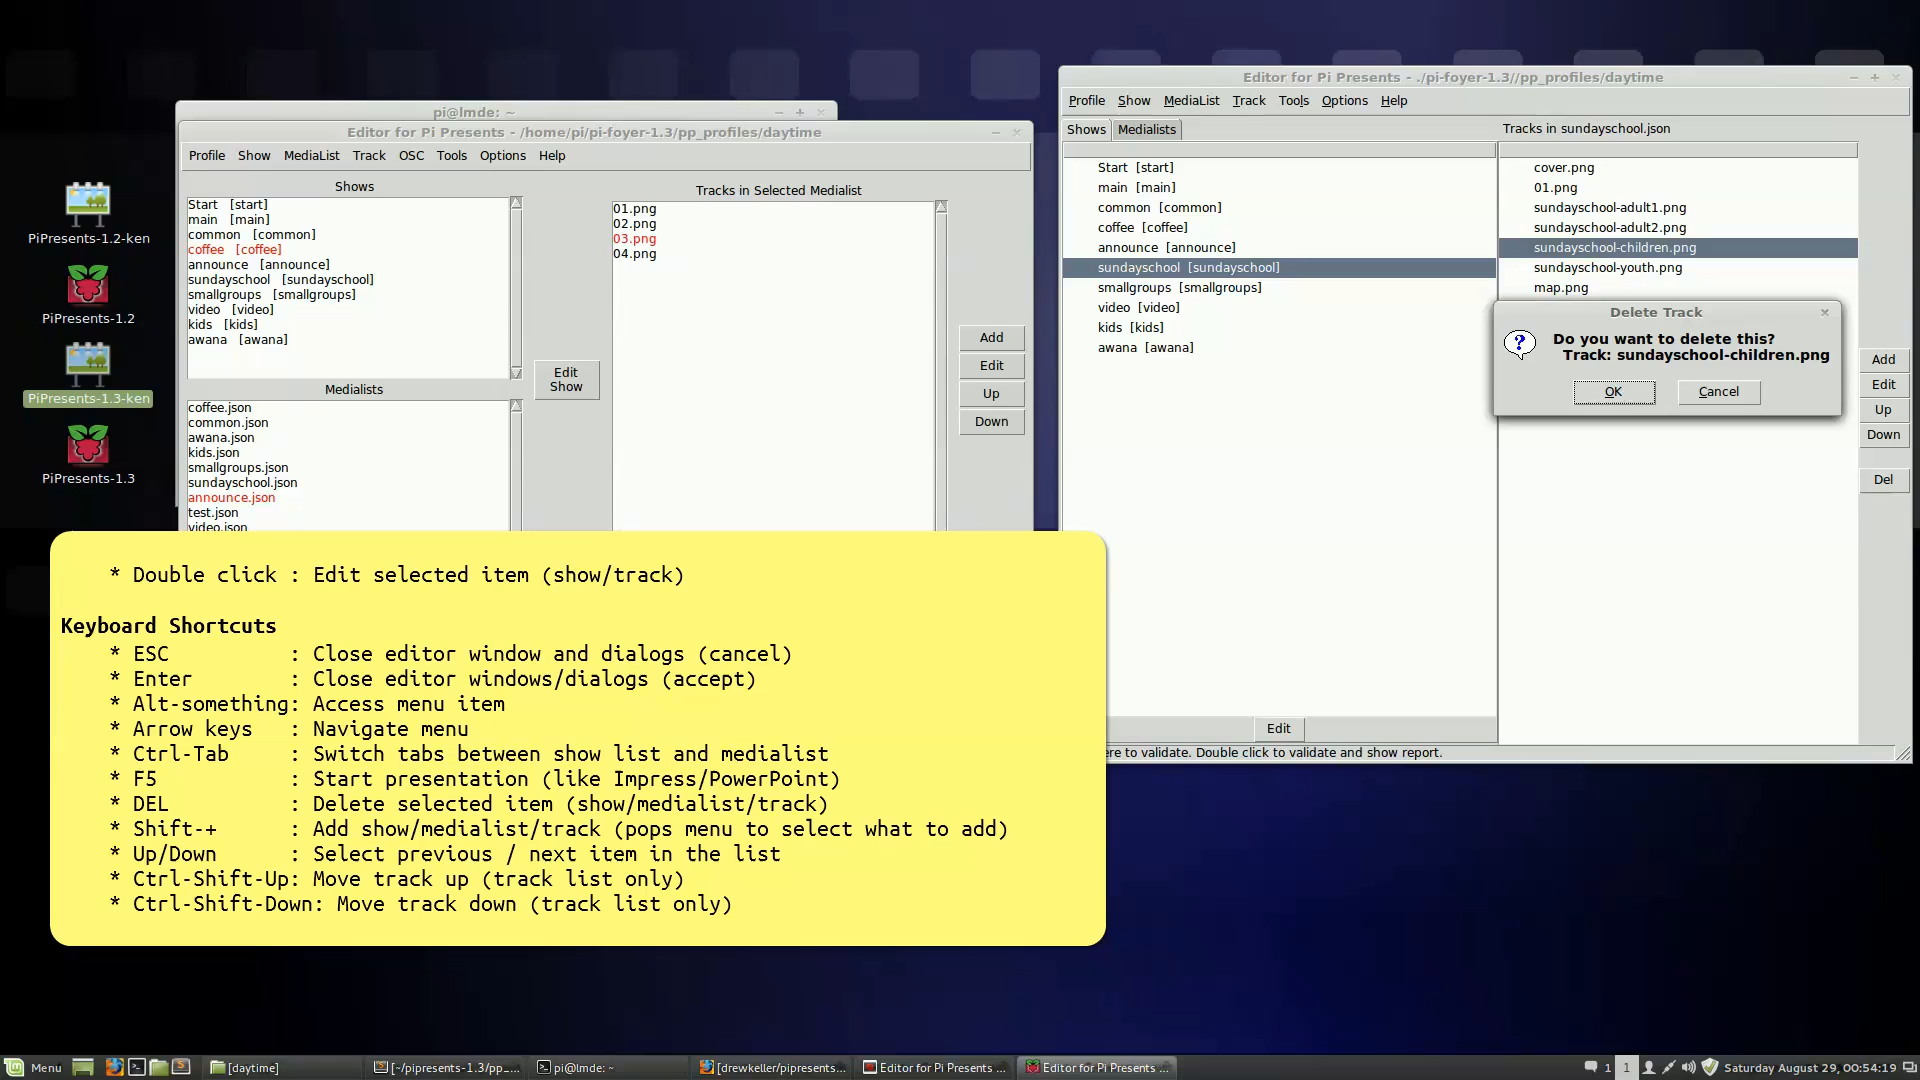 PiPresents-1.2-ken
PiPresents-1.2
PiPresents-1.3-ken
PiPresents-1.3
pi@lmde: ~
Editor for Pi Presents - /home/pi/pi-foyer-1.3/pp_profiles/daytime
Profile Show MediaList Track OSC Tools Options Help
Shows
Start [start]
main [main]
common [common]
coffee [coffee]
announce [announce]
sundayschool [sundayschool]
smallgroups [smallgroups]
video [video]
kids [kids]
awana [awana]
Edit
Show
Medialists
coffee.json
common.json
awana.json
kids.json
smallgroups.json
sundayschool.json
announce.json
test.json
video.json
Tracks in Selected Medialist
01.png
02.png
03.png
04.png
Add
Edit
Up
Down
Editor for Pi Presents - ./pi-foyer-1.3//pp_profiles/daytime
Profile Show MediaList Track Tools Options Help
Shows Medialists
Start [start]
main [main]
common [common]
coffee [coffee]
announce [announce]
sundayschool [sundayschool]
smallgroups [smallgroups]
video [video]
kids [kids]
awana [awana]
Edit
Tracks in sundayschool.json
cover.png
01.png
sundayschool-adult1.png
sundayschool-adult2.png
sundayschool-children.png
sundayschool-youth.png
map.png
Delete Track
?
Do you want to delete this?
Track: sundayschool-children.png
OK Cancel
Add
Edit
Up
Down
Del
ere to validate. Double click to validate and show report.
* Double click : Edit selected item (show/track)
Keyboard Shortcuts
* ESC : Close editor window and dialogs (cancel)
* Enter : Close editor windows/dialogs (accept)
* Alt-something: Access menu item
* Arrow keys : Navigate menu
* Ctrl-Tab : Switch tabs between show list and medialist
* F5 : Start presentation (like Impress/PowerPoint)
* DEL : Delete selected item (show/medialist/track)
* Shift-+ : Add show/medialist/track (pops menu to select what to add)
* Up/Down : Select previous / next item in the list
* Ctrl-Shift-Up: Move track up (track list only)
* Ctrl-Shift-Down: Move track down (track list only)
Menu [daytime] [~/pipresents-1.3/pp_... pi@lmde: ~ [drewkeller/pipresents... Editor for Pi Presents ... Editor for Pi Presents ... 1 1 Saturday August 29, 00:54:19